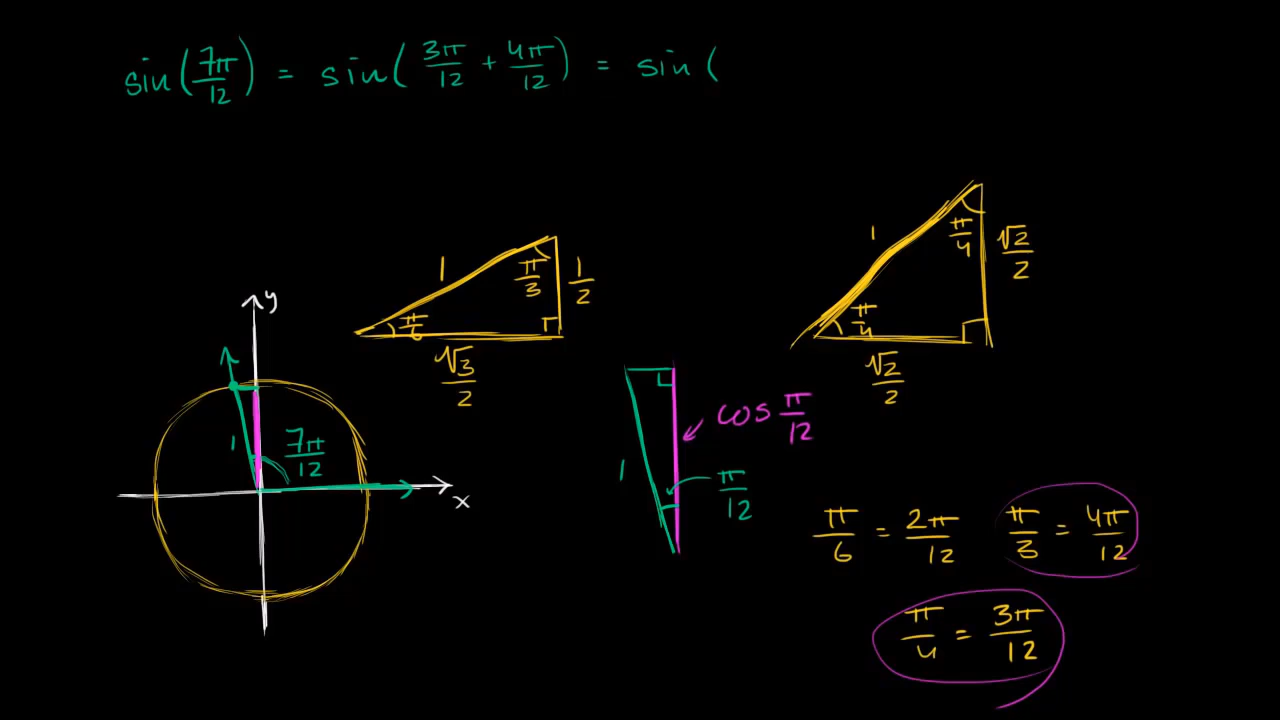 sin(7π/12) = sin(3π/12 + 4π/12) = sin(
1
π/3
1/2
π/6
√3/2
1
π/4
√2/2
π/4
√2/2
y
1
7π/12
x
cos π/12
1
π/12
π/6 = 2π/12
π/3 = 4π/12
π/4 = 3π/12